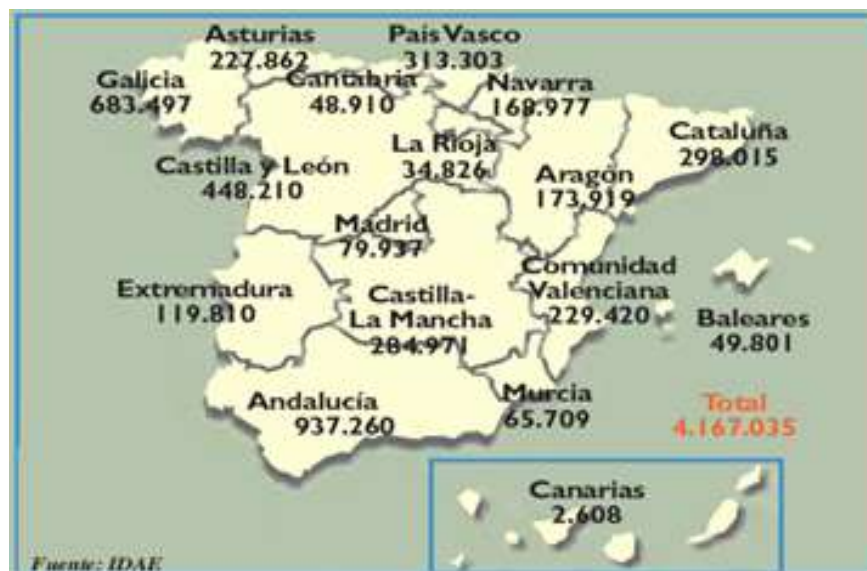 Asturias
227.862
País Vasco
313.303
Galicia
683.497
Cantabria
48.910
Navarra
168.977
Cataluña
298.015
La Rioja
34.826
Castilla y León
448.210
Aragón
173.919
Madrid
79.937
Comunidad
Valenciana
229.420
Extremadura
119.810
Castilla-
La Mancha
284.971
Baleares
49.801
Andalucía
937.260
Murcia
65.709
Total
4.167.035
Canarias
2.608
Fuente: IDAE